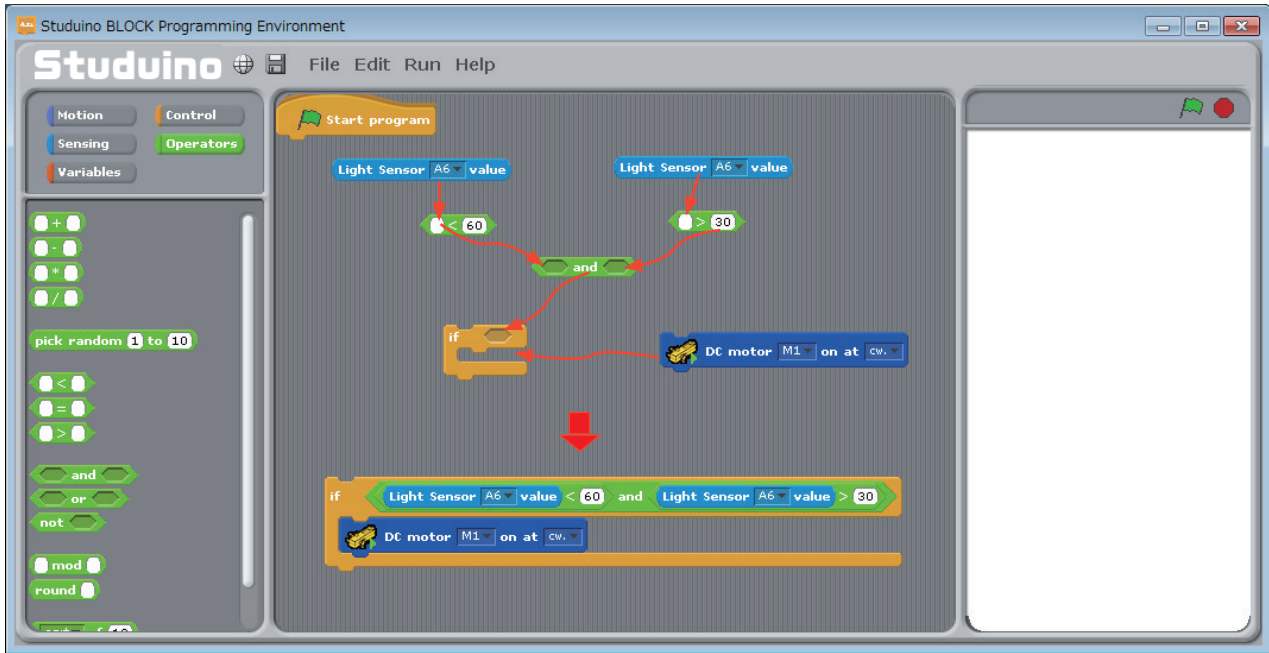 Studuino BLOCK Programming Environment
Studuino File Edit Run Help
Motion Control
Sensing Operators
Variables
+
-
*
/
pick random 1 to 10
<
=
>
and
or
not
mod
round
Start program
Light Sensor A6 value
Light Sensor A6 value
< 60
> 30
and
if
DC motor M1 on at cw.
if Light Sensor A6 value < 60 and Light Sensor A6 value > 30
DC motor M1 on at cw.